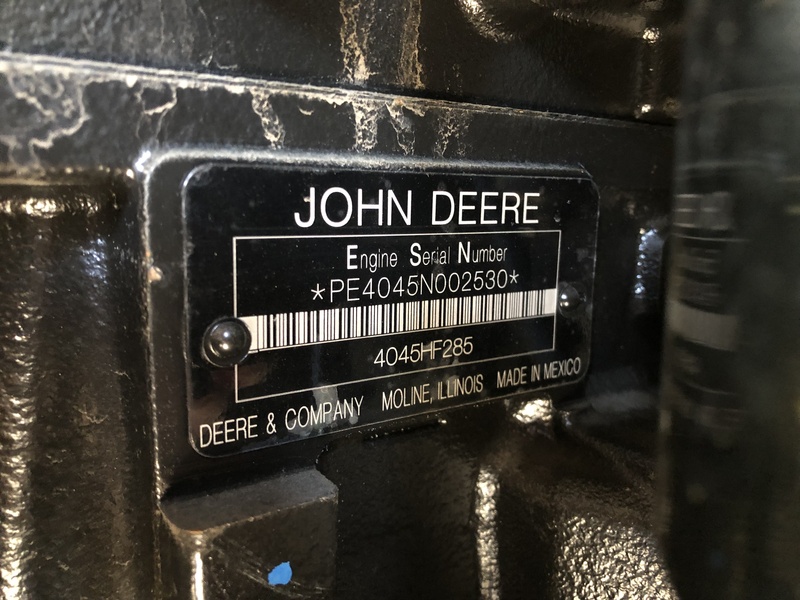 JOHN DEERE
Engine Serial Number
*PE4045N002530*
4045HF285
DEERE & COMPANY MOLINE, ILLINOIS MADE IN MEXICO